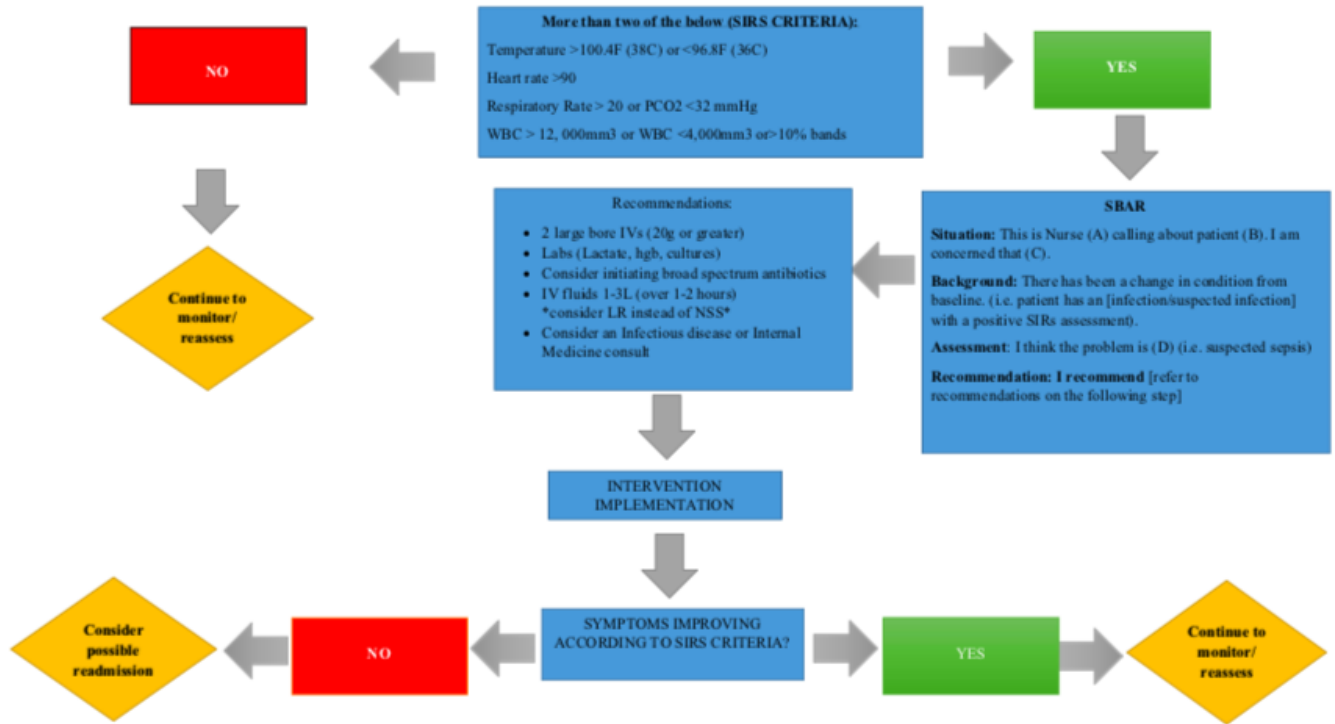 More than two of the below (SIRS CRITERIA):
Temperature >100.4F (38C) or <96.8F (36C)
Heart rate >90
Respiratory Rate > 20 or PCO2 <32 mmHg
WBC > 12, 000mm3 or WBC <4,000mm3 or>10% bands
NO
YES
Continue to
monitor/
reassess
SBAR
Situation: This is Nurse (A) calling about patient (B). I am
concerned that (C).
Background: There has been a change in condition from
baseline. (i.e. patient has an [infection/suspected infection]
with a positive SIRs assessment).
Assessment: I think the problem is (D) (i.e. suspected sepsis)
Recommendation: I recommend [refer to
recommendations on the following step]
Recommendations:
• 2 large bore IVs (20g or greater)
• Labs (Lactate, hgb, cultures)
• Consider initiating broad spectrum antibiotics
• IV fluids 1-3L (over 1-2 hours)
*consider LR instead of NSS*
• Consider an Infectious disease or Internal
Medicine consult
INTERVENTION
IMPLEMENTATION
SYMPTOMS IMPROVING
ACCORDING TO SIRS CRITERIA?
NO
Consider
possible
readmission
YES
Continue to
monitor/
reassess